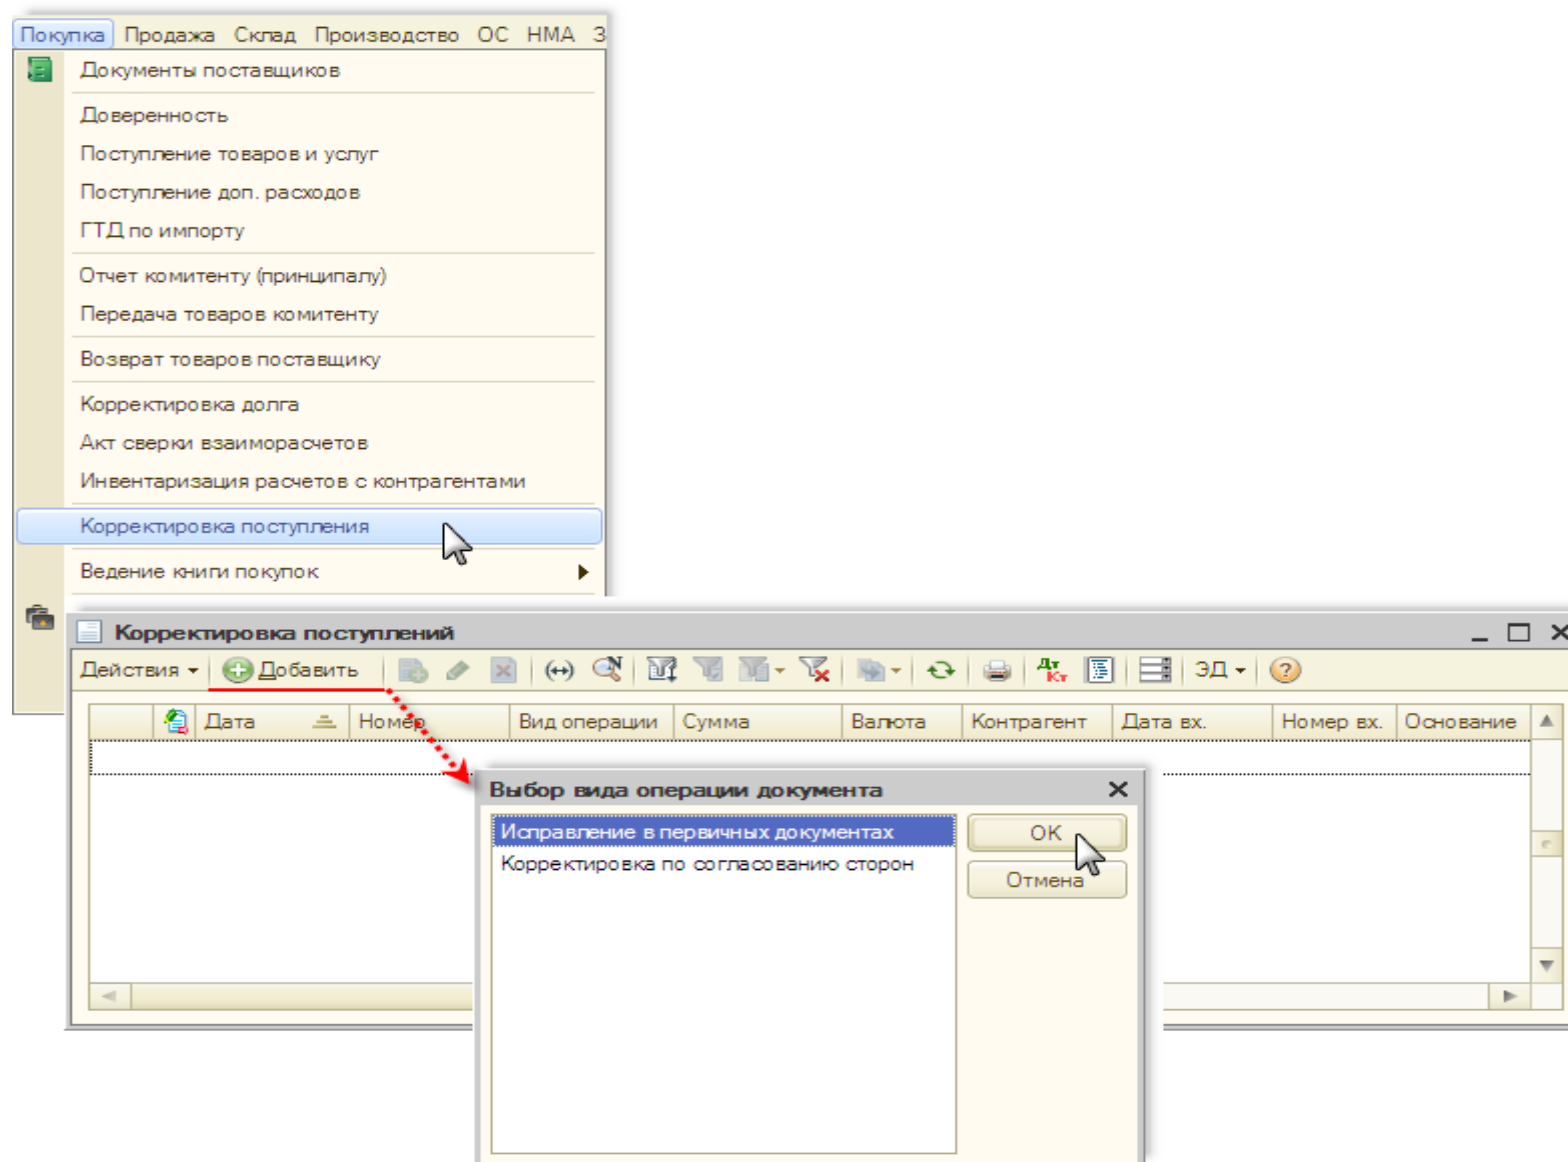 Покупка Продажа Склад Производство ОС НМА З
Документы поставщиков
Доверенность
Поступление товаров и услуг
Поступление доп. расходов
ГТД по импорту
Отчет комитенту (принципалу)
Передача товаров комитенту
Возврат товаров поставщику
Корректировка долга
Акт сверки взаиморасчетов
Инвентаризация расчетов с контрагентами
Корректировка поступления
Ведение книги покупок
Корректировка поступлений
Действия Добавить Дт Кт ЭД
Дата Номер Вид операции Сумма Валюта Контрагент Дата вх. Номер вх. Основание
Выбор вида операции документа
Исправление в первичных документах OK
Корректировка по согласованию сторон
Отмена